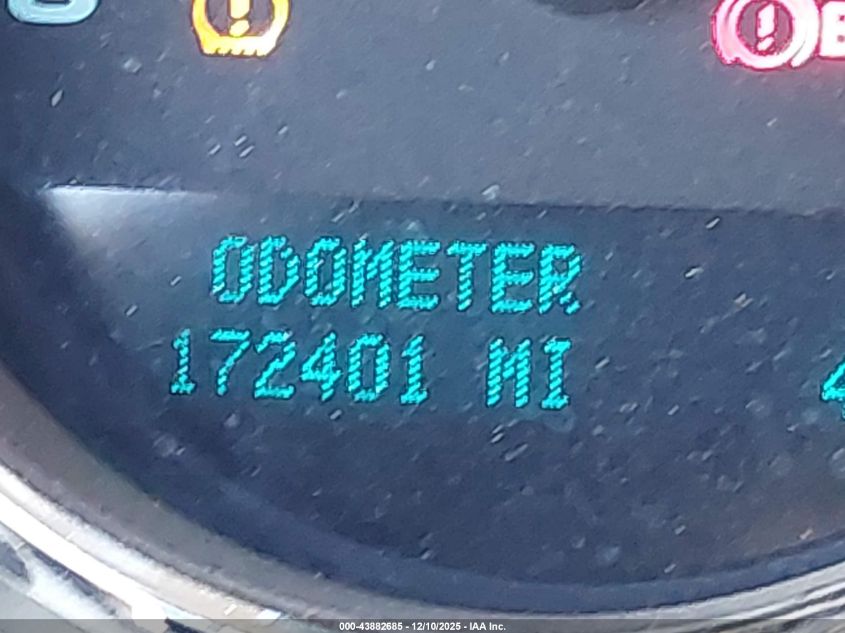 ODOMETER
172401 MI
000-43882685 - 12/10/2025 - IAA Inc.